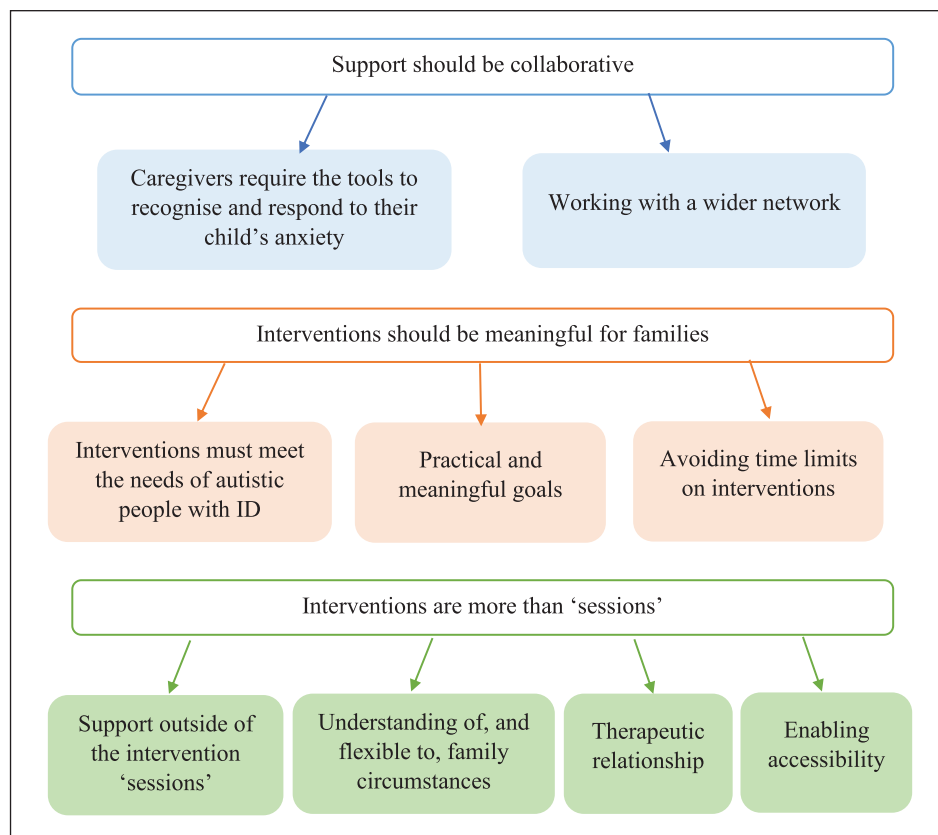 Support should be collaborative
Caregivers require the tools to
recognise and respond to their
child’s anxiety
Working with a wider network
Interventions should be meaningful for families
Interventions must meet
the needs of autistic
people with ID
Practical and
meaningful goals
Avoiding time limits
on interventions
Interventions are more than ‘sessions’
Support outside of
the intervention
‘sessions’
Understanding of, and
flexible to, family
circumstances
Therapeutic
relationship
Enabling
accessibility